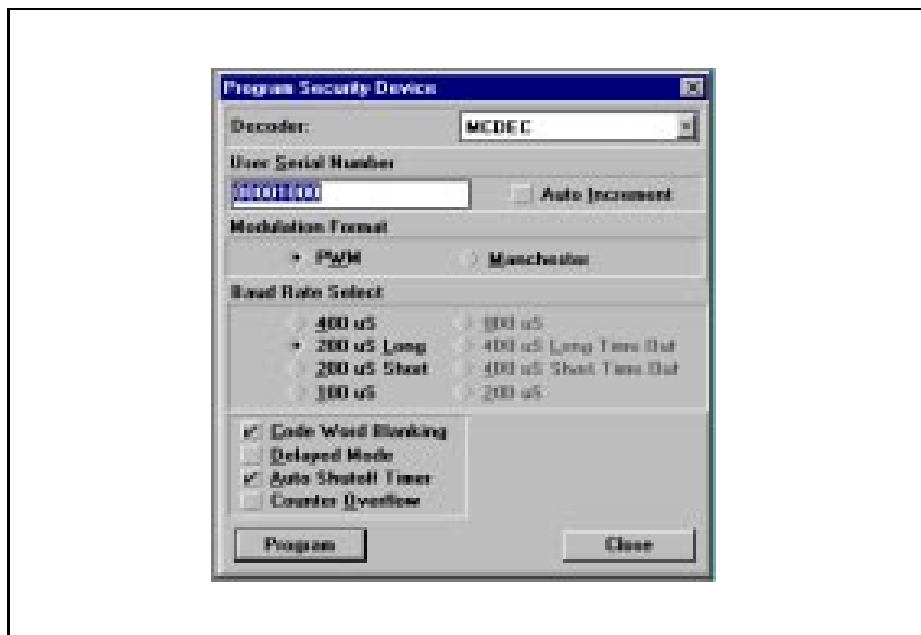 Program Security Device
Decoder: MCDEC
User Serial Number
Auto Increment
Modulation Format
PWM Manchester
Baud Rate Select
400 uS 800 uS
200 uS Long 400 uS Long Time Out
200 uS Short 400 uS Short Time Out
100 uS 200 uS
Code Word Blanking
Delayed Mode
Auto Shutoff Timer
Counter Overflow
Program Close